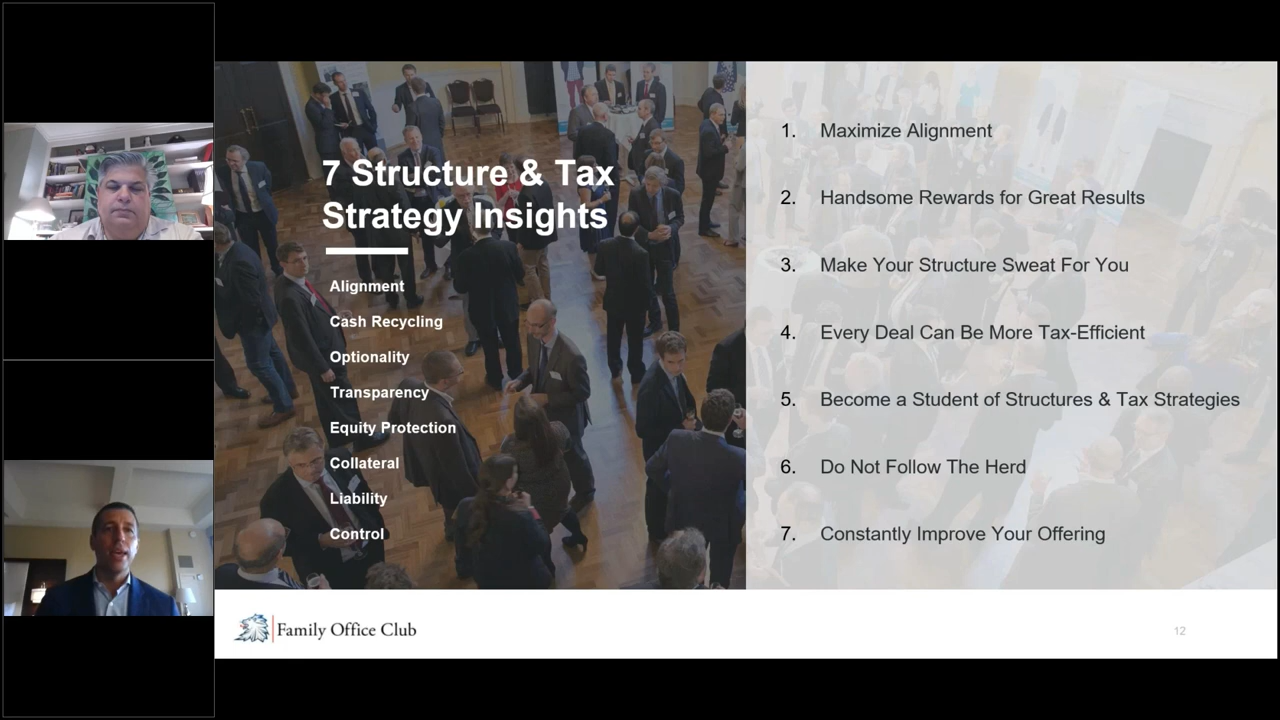 7 Structure & Tax
Strategy Insights
Alignment
Cash Recycling
Optionality
Transparency
Equity Protection
Collateral
Liability
Control
1. Maximize Alignment
2. Handsome Rewards for Great Results
3. Make Your Structure Sweat For You
4. Every Deal Can Be More Tax-Efficient
5. Become a Student of Structures & Tax Strategies
6. Do Not Follow The Herd
7. Constantly Improve Your Offering
Family Office Club
12